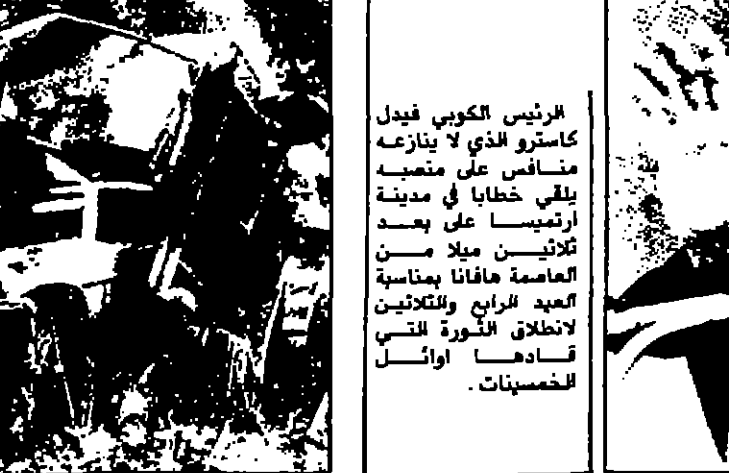 الرئيس الكوبي فيدل
كاسترو الذي لا ينازعه
منافس على منصبه
يلقي خطابا في مدينة
ارتميسا على بعد
ثلاثين ميلا من
العاصمة هافانا بمناسبة
العيد الرابع والثلاثين
لانطلاق الثورة التي
قادها اوائل
الخمسينات .